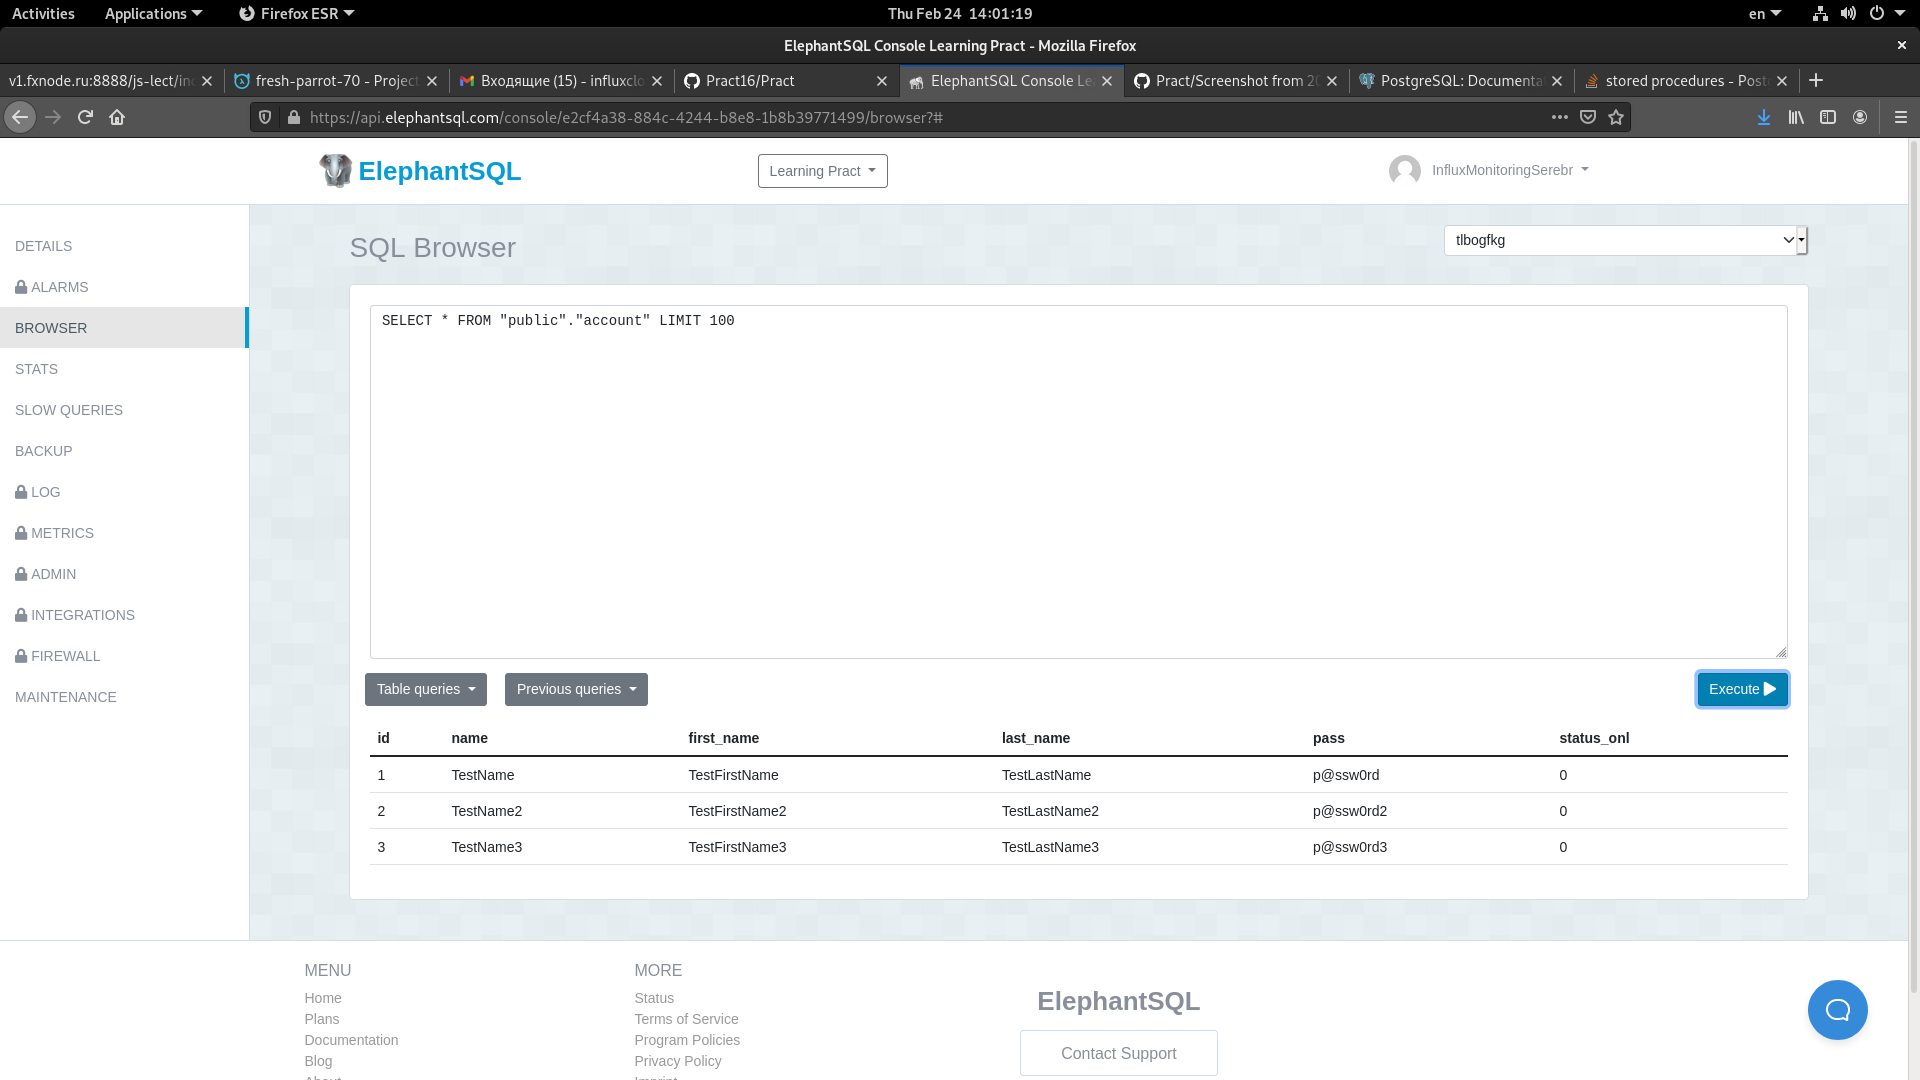 Activities Applications Firefox ESR Thu Feb 24 14:01:19 en
ElephantSQL Console Learning Pract - Mozilla Firefox
v1.fxnode.ru:8888/js-lect/in fresh-parrot-70 - Project Входящие (15) - influxclo Pract16/Pract ElephantSQL Console Le Pract/Screenshot from 20 PostgreSQL: Documenta stored procedures - Post
https://api.elephantsql.com/console/e2cf4a38-884c-4244-b8e8-1b8b39771499/browser?#
ElephantSQL Learning Pract InfluxMonitoringSerebr
DETAILS
ALARMS
BROWSER
STATS
SLOW QUERIES
BACKUP
LOG
METRICS
ADMIN
INTEGRATIONS
FIREWALL
MAINTENANCE
SQL Browser tlbogfkg
SELECT * FROM "public"."account" LIMIT 100
Table queries Previous queries Execute
id name first_name last_name pass status_onl
1 TestName TestFirstName TestLastName p@ssw0rd 0
2 TestName2 TestFirstName2 TestLastName2 p@ssw0rd2 0
3 TestName3 TestFirstName3 TestLastName3 p@ssw0rd3 0
MENU
Home
Plans
Documentation
Blog
MORE
Status
Terms of Service
Program Policies
Privacy Policy
ElephantSQL
Contact Support